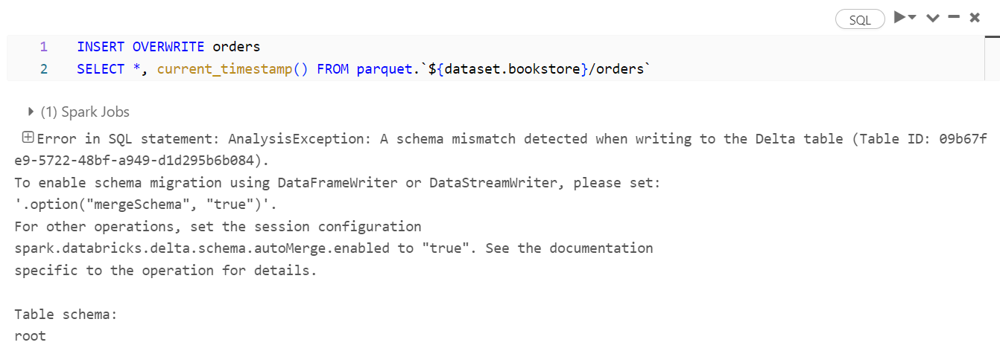 SQL
1 INSERT OVERWRITE orders
2 SELECT *, current_timestamp() FROM parquet.`${dataset.bookstore}/orders`
(1) Spark Jobs
Error in SQL statement: AnalysisException: A schema mismatch detected when writing to the Delta table (Table ID: 09b67f
e9-5722-48bf-a949-d1d295b6b084).
To enable schema migration using DataFrameWriter or DataStreamWriter, please set:
'.option("mergeSchema", "true")'.
For other operations, set the session configuration
spark.databricks.delta.schema.autoMerge.enabled to "true". See the documentation
specific to the operation for details.
Table schema:
root